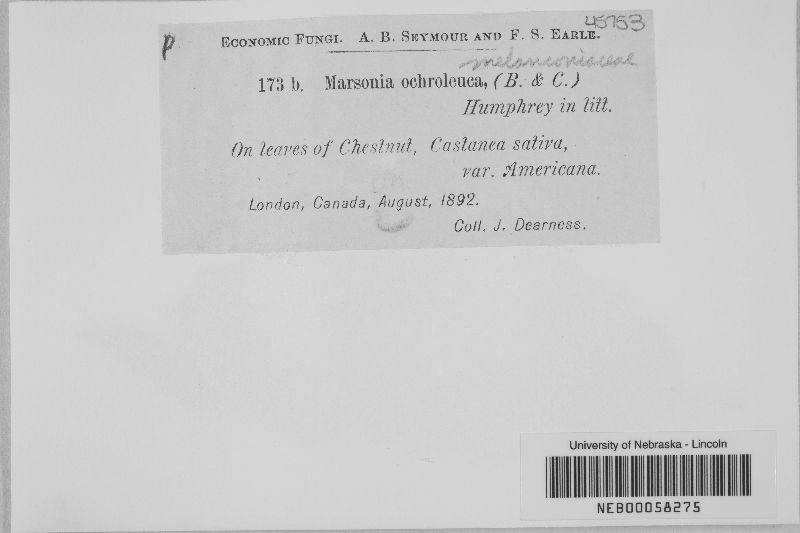 45753
P
ECONOMIC FUNGI. A. B. SEYMOUR AND F. S. EARLE.
melanconiaceae
173 b. Marsonia ochroleuca, (B. & C.)
Humphrey in litt.
On leaves of Chestnut, Castanea sativa,
var. Americana.
London, Canada, August, 1892.
Coll. J. Dearness.
University of Nebraska - Lincoln
NEB00058275